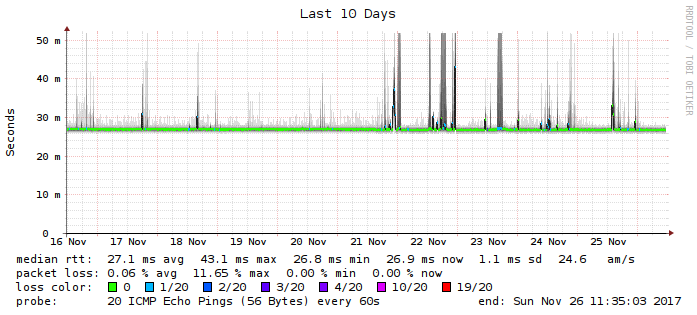 Last 10 Days
RRDTOOL / TOBI OETIKER
Seconds
50 m
40 m
30 m
20 m
10 m
0
16 Nov 17 Nov 18 Nov 19 Nov 20 Nov 21 Nov 22 Nov 23 Nov 24 Nov 25 Nov
median rtt: 27.1 ms avg 43.1 ms max 26.8 ms min 26.9 ms now 1.1 ms sd 24.6 am/s
packet loss: 0.06 % avg 11.65 % max 0.00 % min 0.00 % now
loss color: 0 1/20 2/20 3/20 4/20 10/20 19/20
probe: 20 ICMP Echo Pings (56 Bytes) every 60s end: Sun Nov 26 11:35:03 2017